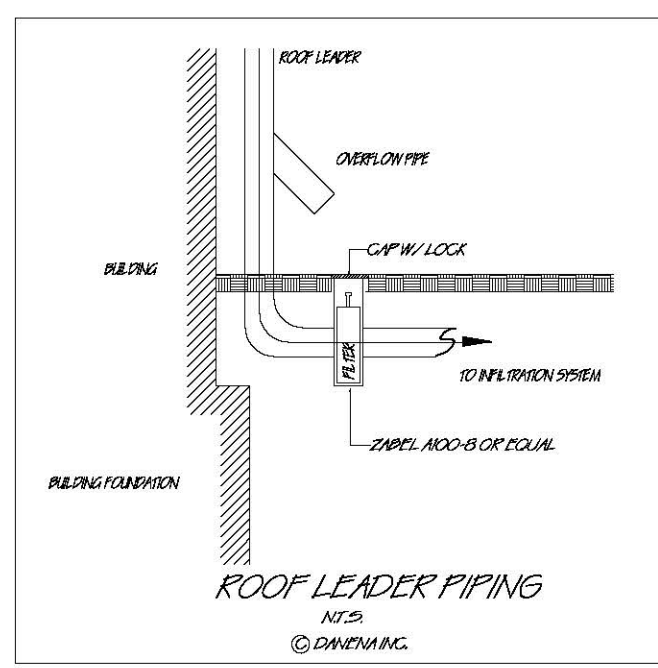 ROOF LEADER
OVERFLOW PIPE
CAP W/ LOCK
BUILDING
FILTER
TO INFILTRATION SYSTEM
ZABEL A100-8 OR EQUAL
BUILDING FOUNDATION
ROOF LEADER PIPING
N.T.S.
© DANENA INC.